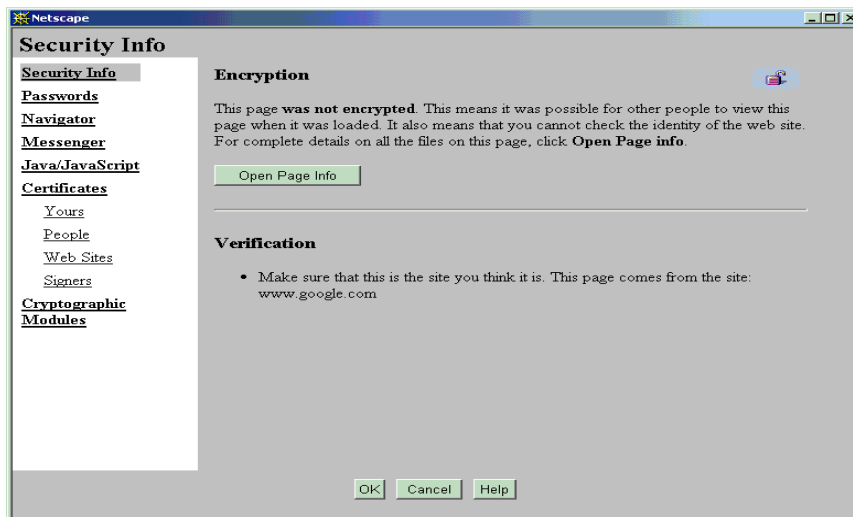 Netscape
Security Info
Security Info
Passwords
Navigator
Messenger
Java/JavaScript
Certificates
Yours
People
Web Sites
Signers
Cryptographic
Modules
Encryption
This page was not encrypted. This means it was possible for other people to view this
page when it was loaded. It also means that you cannot check the identity of the web site.
For complete details on all the files on this page, click Open Page info.
Open Page Info
Verification
• Make sure that this is the site you think it is. This page comes from the site:
www.google.com
OK
Cancel
Help